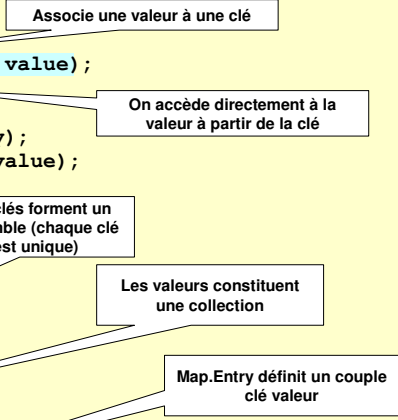 Associe une valeur à une clé
value);
On accède directement à la
valeur à partir de la clé
);
value);
clés forment un
(chaque clé
est unique)
Les valeurs constituent
une collection
Map.Entry définit un couple
clé valeur